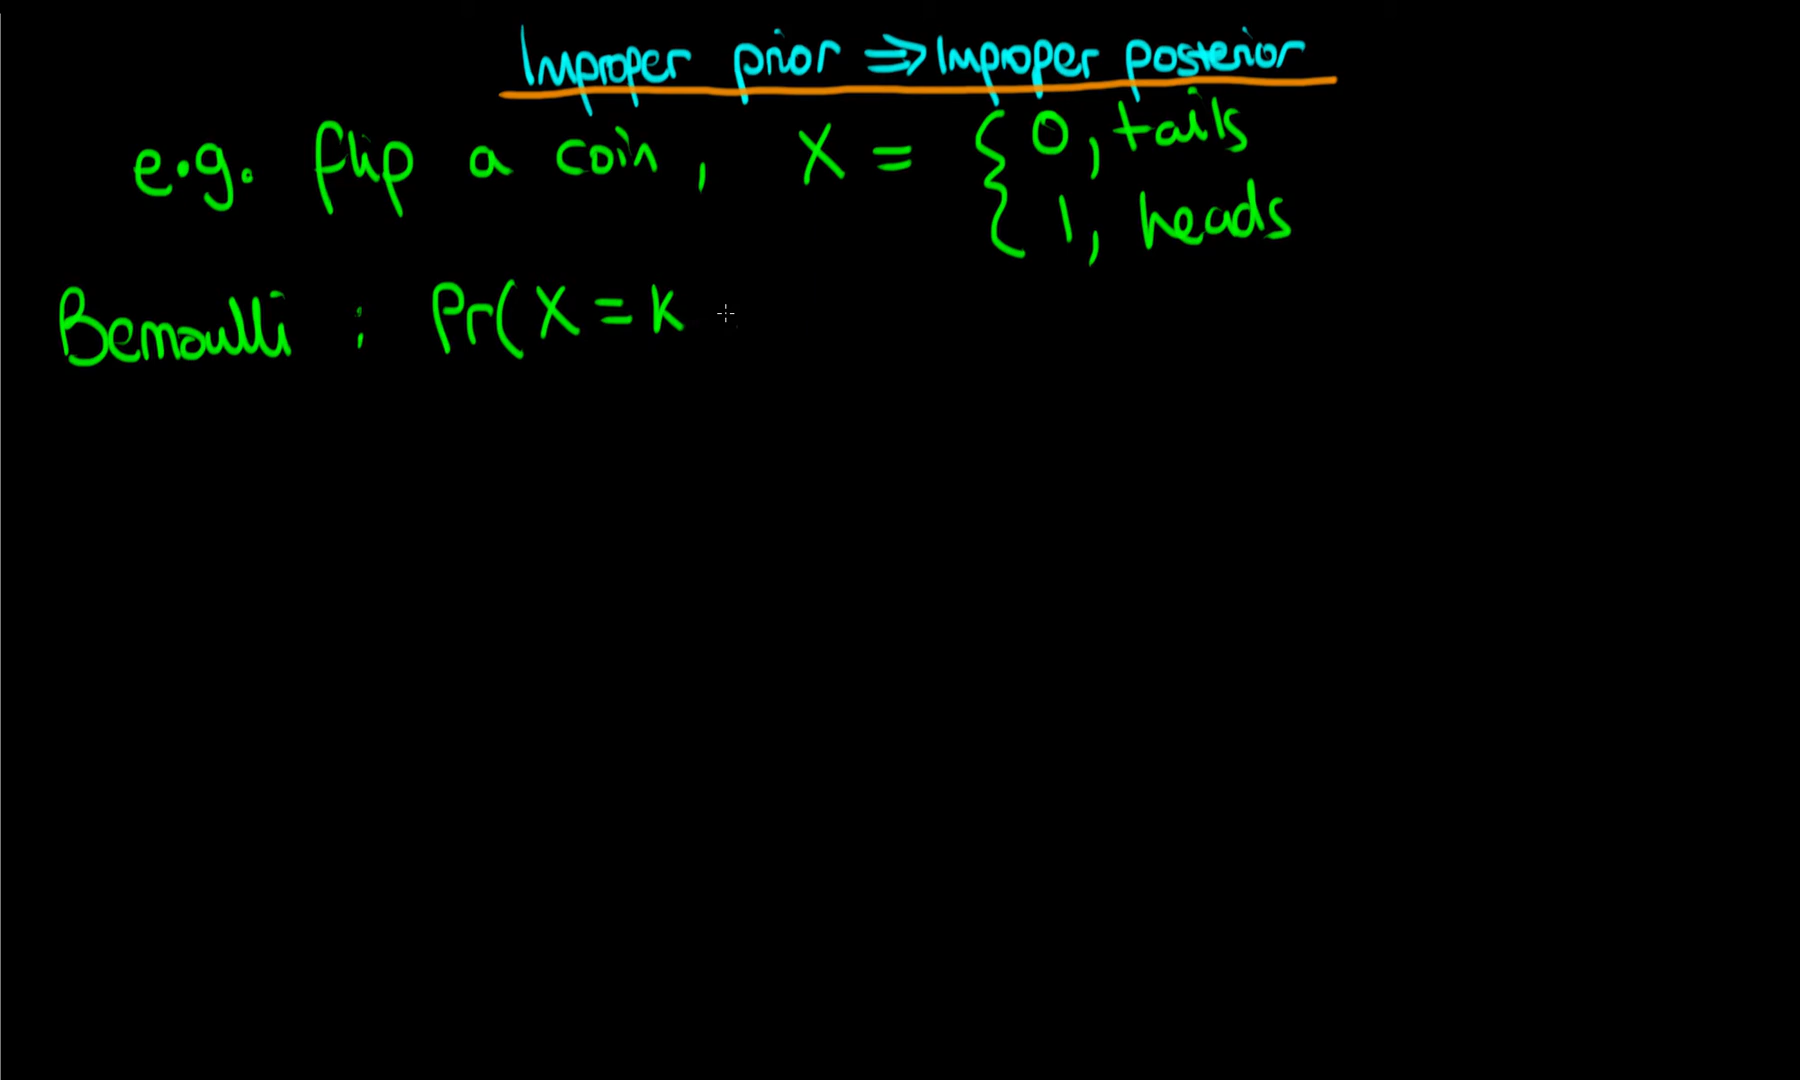 Improper prior ⇒ Improper posterior
e.g. flip a coin, X = { 0, tails
{ 1, heads
Bernoulli : Pr( X = K